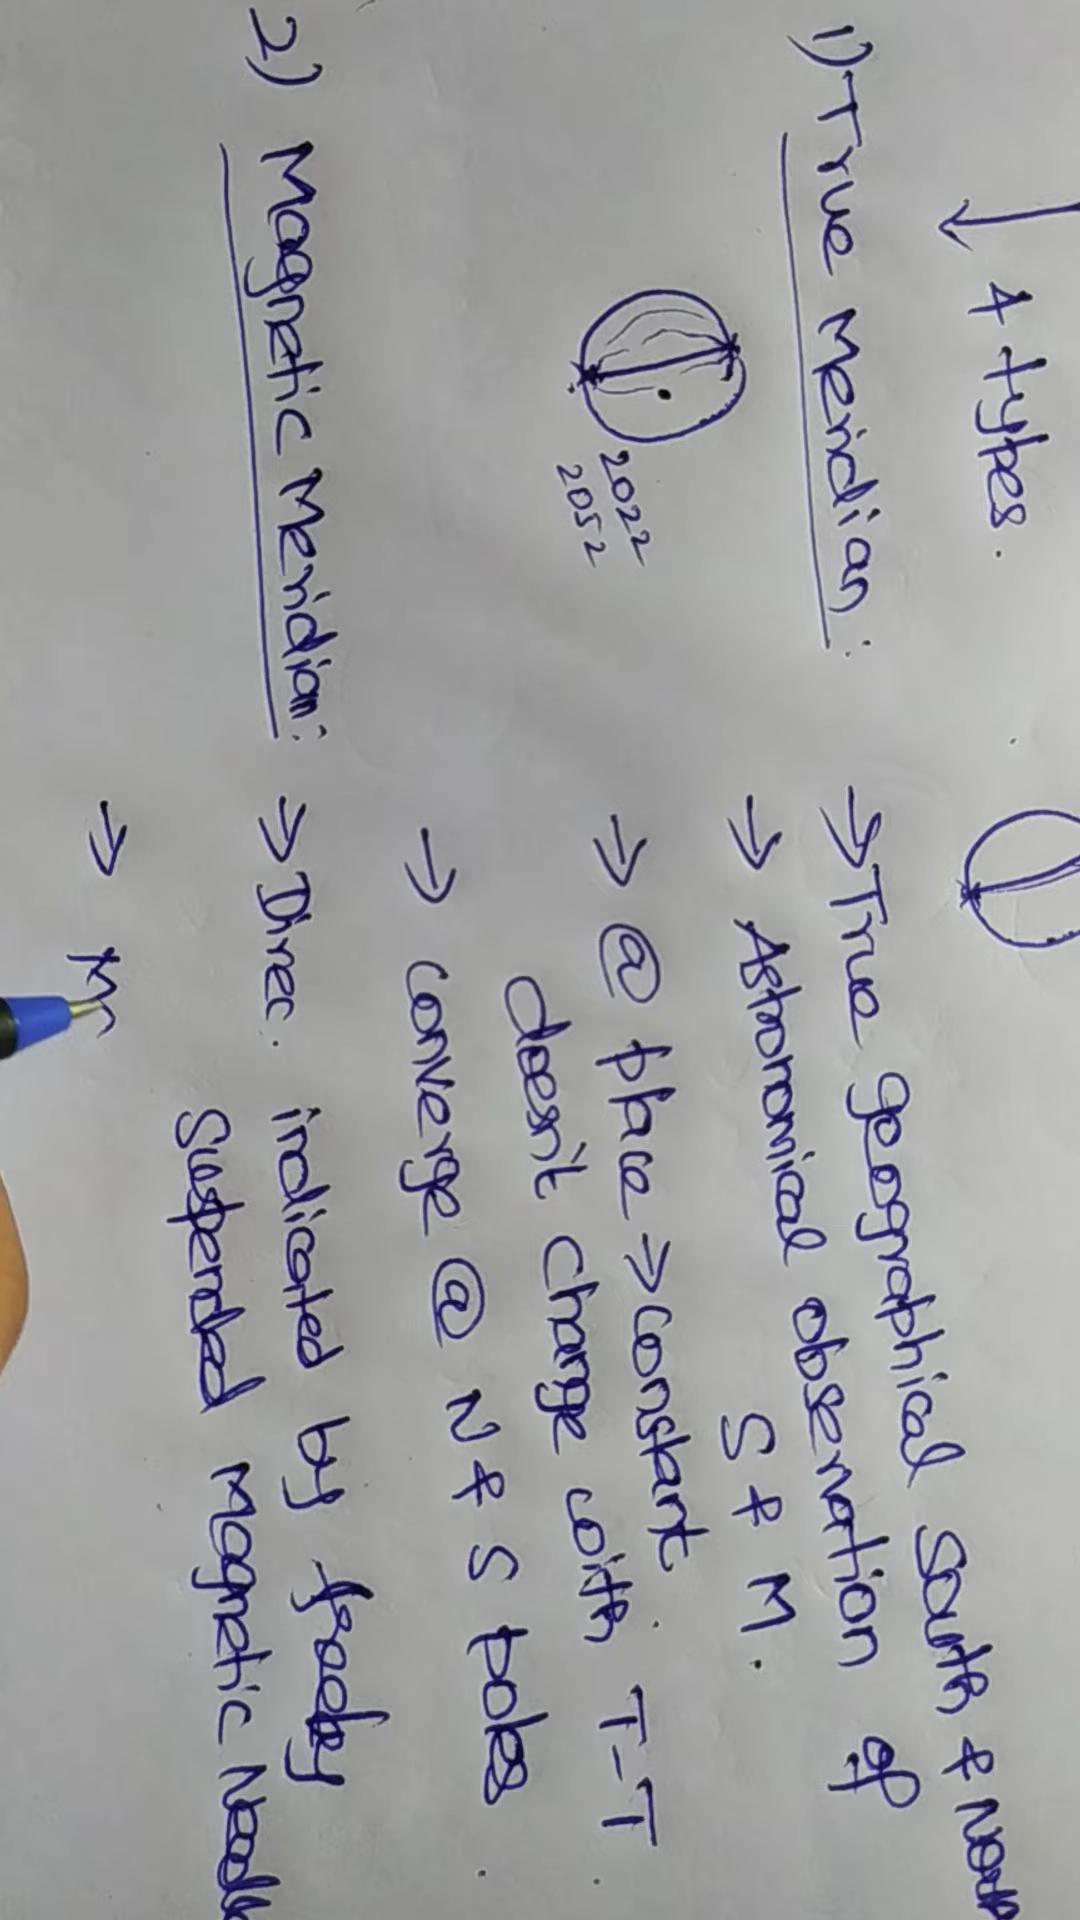 4 types.
1) True Meridian :
→ True geographical South & North
→ Astronomical observation of
S & M.
→ @ place → constant
doesn't change with T-T
→ converge @ N & S poles
2022
2052
2) Magnetic Meridian :
→ Direc. indicated by freely
Suspended Magnetic Needle
→